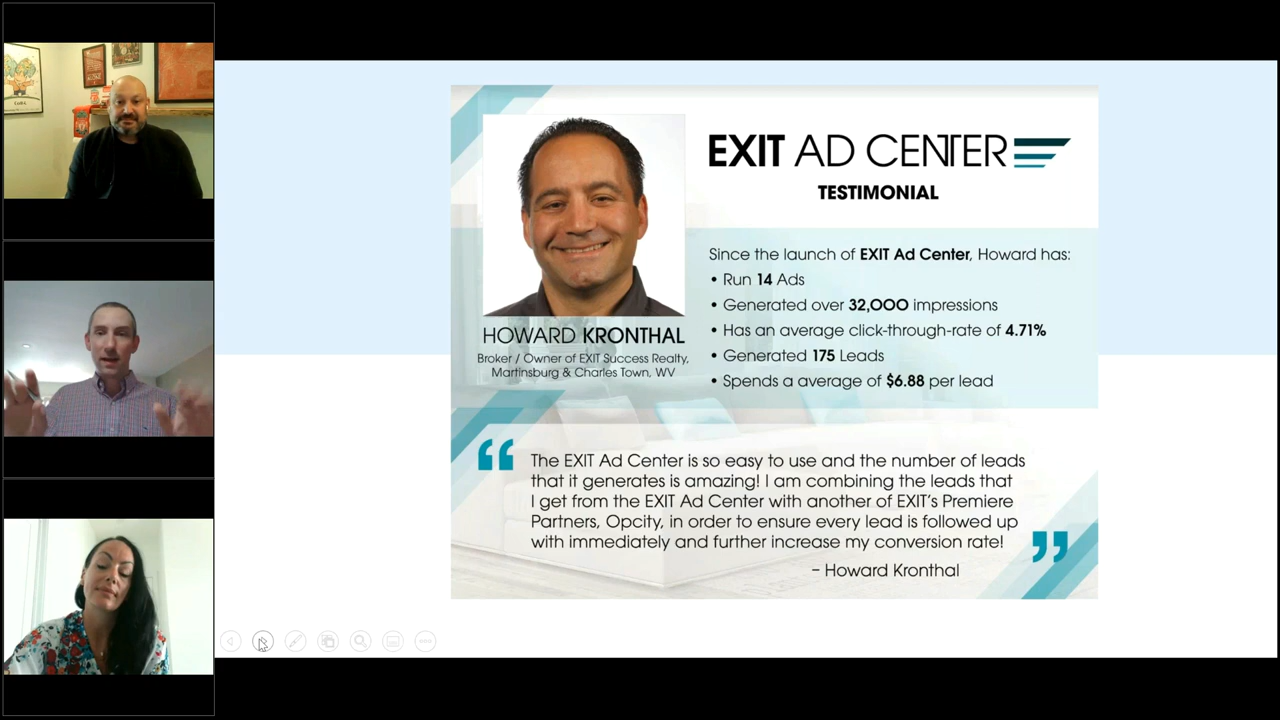 EXIT AD CENTER
TESTIMONIAL
Since the launch of EXIT Ad Center, Howard has:
• Run 14 Ads
• Generated over 32,000 impressions
• Has an average click-through-rate of 4.71%
• Generated 175 Leads
• Spends a average of $6.88 per lead
HOWARD KRONTHAL
Broker / Owner of EXIT Success Realty,
Martinsburg & Charles Town, WV
“ The EXIT Ad Center is so easy to use and the number of leads
that it generates is amazing! I am combining the leads that
I get from the EXIT Ad Center with another of EXIT's Premiere
Partners, Opcity, in order to ensure every lead is followed up
with immediately and further increase my conversion rate! ”
– Howard Kronthal